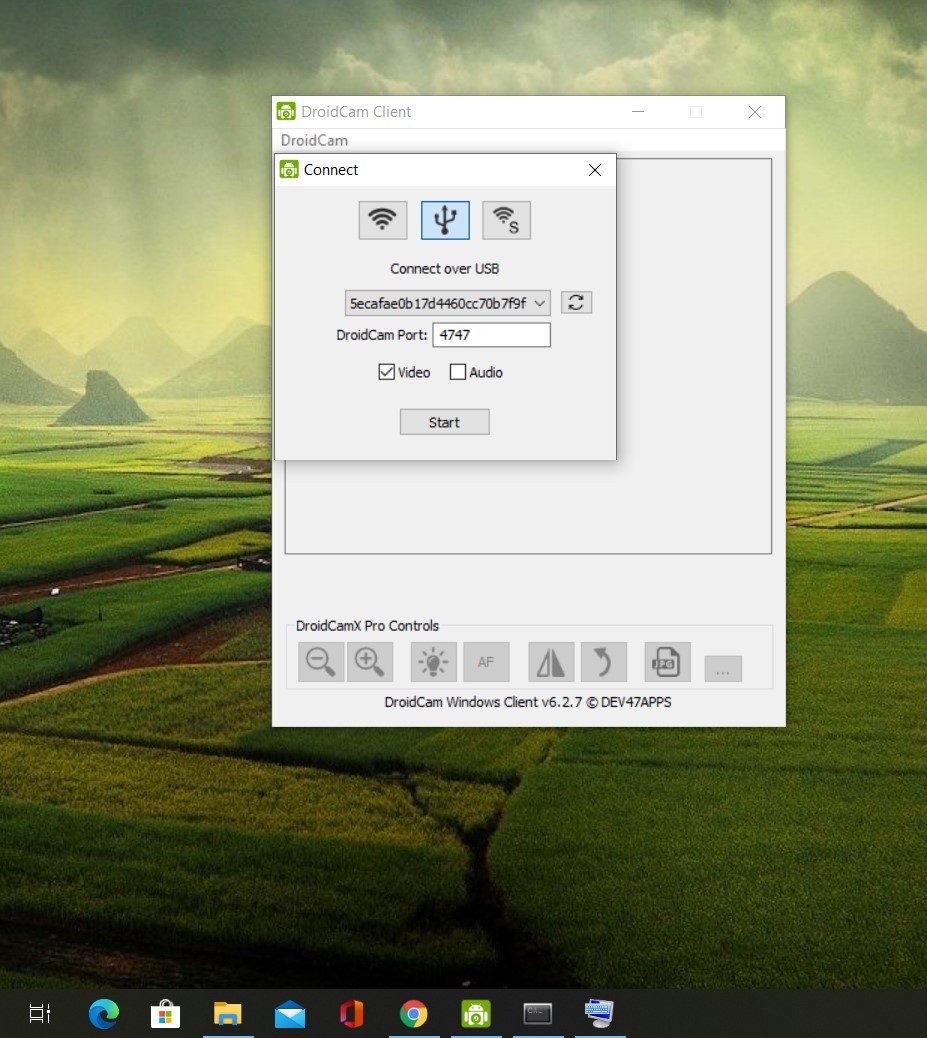 DroidCam Client
DroidCam
Connect
S
Connect over USB
5ecafae0b17d4460cc70b7f9f
DroidCam Port: 4747
Video Audio
Start
DroidCamX Pro Controls
AF JPG ...
DroidCam Windows Client v6.2.7 © DEV47APPS